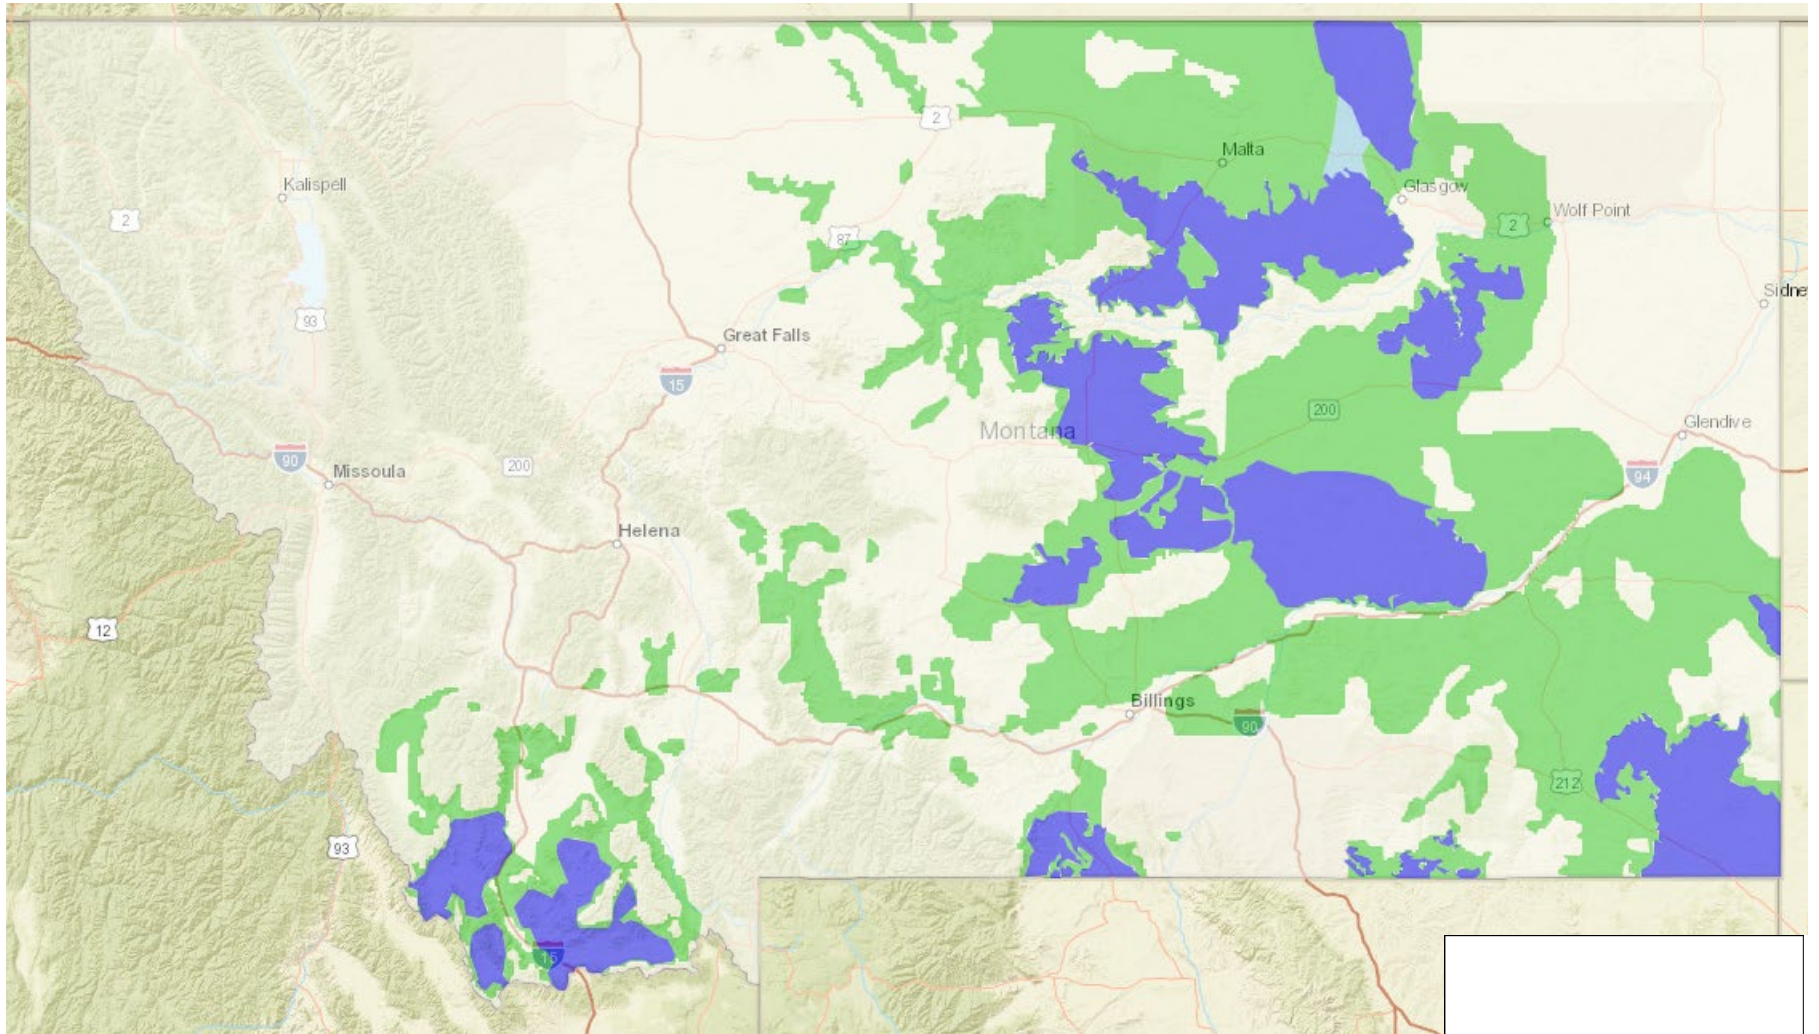 2
Malta
Kalispell
Glasgow
2
Wolf Point
2
87
Sidne
93
Great Falls
15
200
Montana
Glendive
90
Missoula
200
94
Helena
12
Billings
90
212
93
15